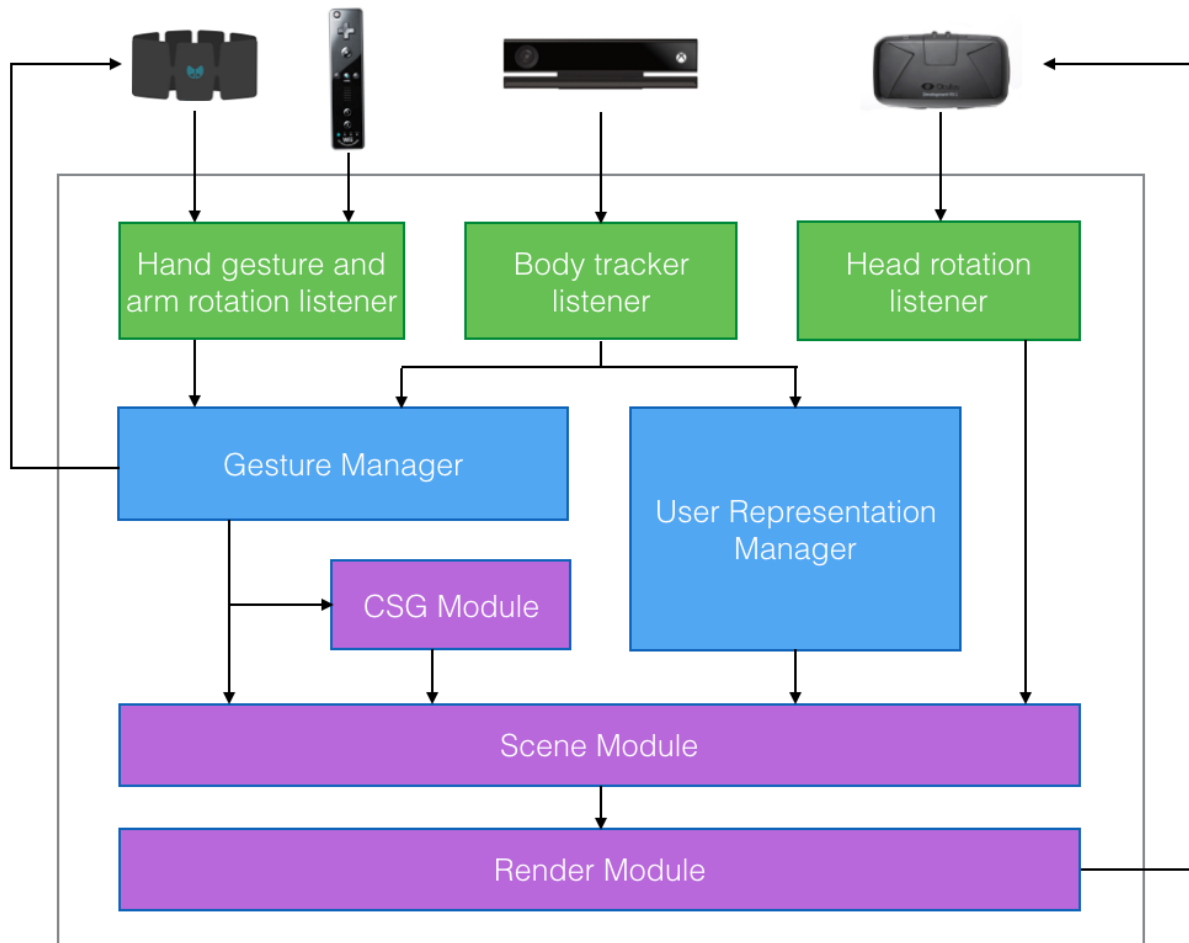 Oculus
Hand gesture and
arm rotation listener
Body tracker
listener
Head rotation
listener
Gesture Manager
User Representation
Manager
CSG Module
Scene Module
Render Module